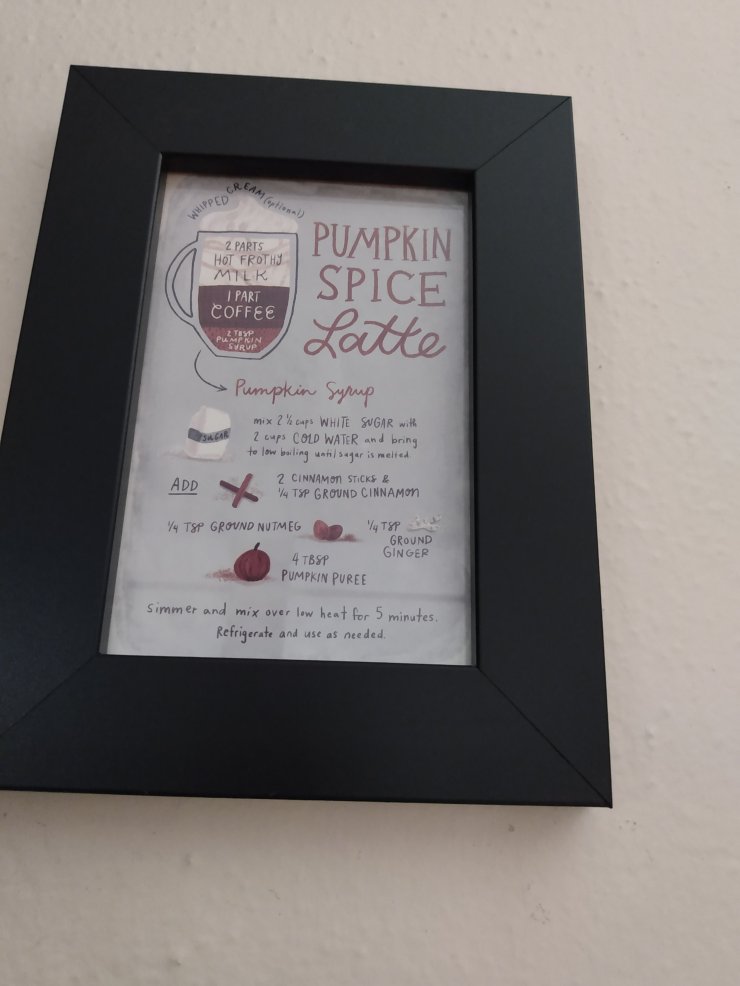 WHIPPED CREAM (optional)
2 PARTS
HOT FROTHY
MILK
1 PART
COFFEE
2 TBSP
PUMPKIN
SYRUP
PUMPKIN
SPICE
Latte
Pumpkin Syrup
SUGAR
mix 2 ½ cups WHITE SUGAR with
2 cups COLD WATER and bring
to low boiling until sugar is melted
ADD
2 CINNAMON STICKS &
¼ TSP GROUND CINNAMON
¼ TSP GROUND NUTMEG
¼ TSP
GROUND
GINGER
4 TBSP
PUMPKIN PUREE
Simmer and mix over low heat for 5 minutes.
Refrigerate and use as needed.